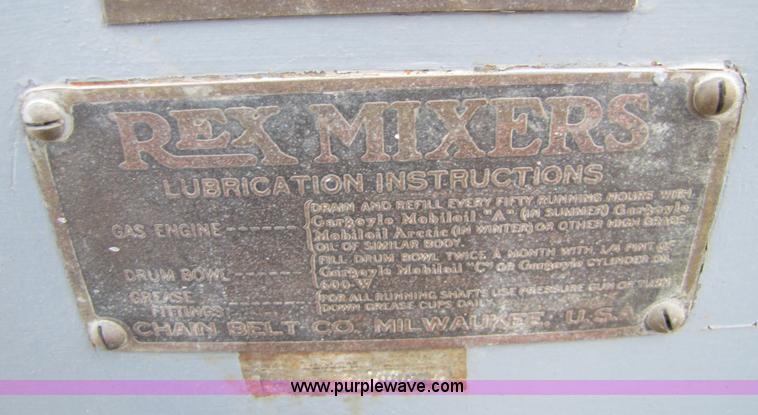 REX MIXERS
LUBRICATION INSTRUCTIONS
GAS ENGINE ------ DRAIN AND REFILL EVERY FIFTY RUNNING HOURS WITH
Gargoyle Mobiloil "A" (IN SUMMER) Gargoyle
Mobiloil Arctic (IN WINTER) OR OTHER HIGH GRADE
OIL OF SIMILAR BODY.
DRUM BOWL ------ FILL DRUM BOWL TWICE A MONTH WITH 1/4 PINT OF
Gargoyle Mobiloil "C" OR Gargoyle CYLINDER OIL
600-W
GREASE FITTINGS ------ FOR ALL RUNNING SHAFTS USE PRESSURE GUN OR TURN
DOWN GREASE CUPS DAILY
CHAIN BELT CO. MILWAUKEE, U.S.A.
www.purplewave.com